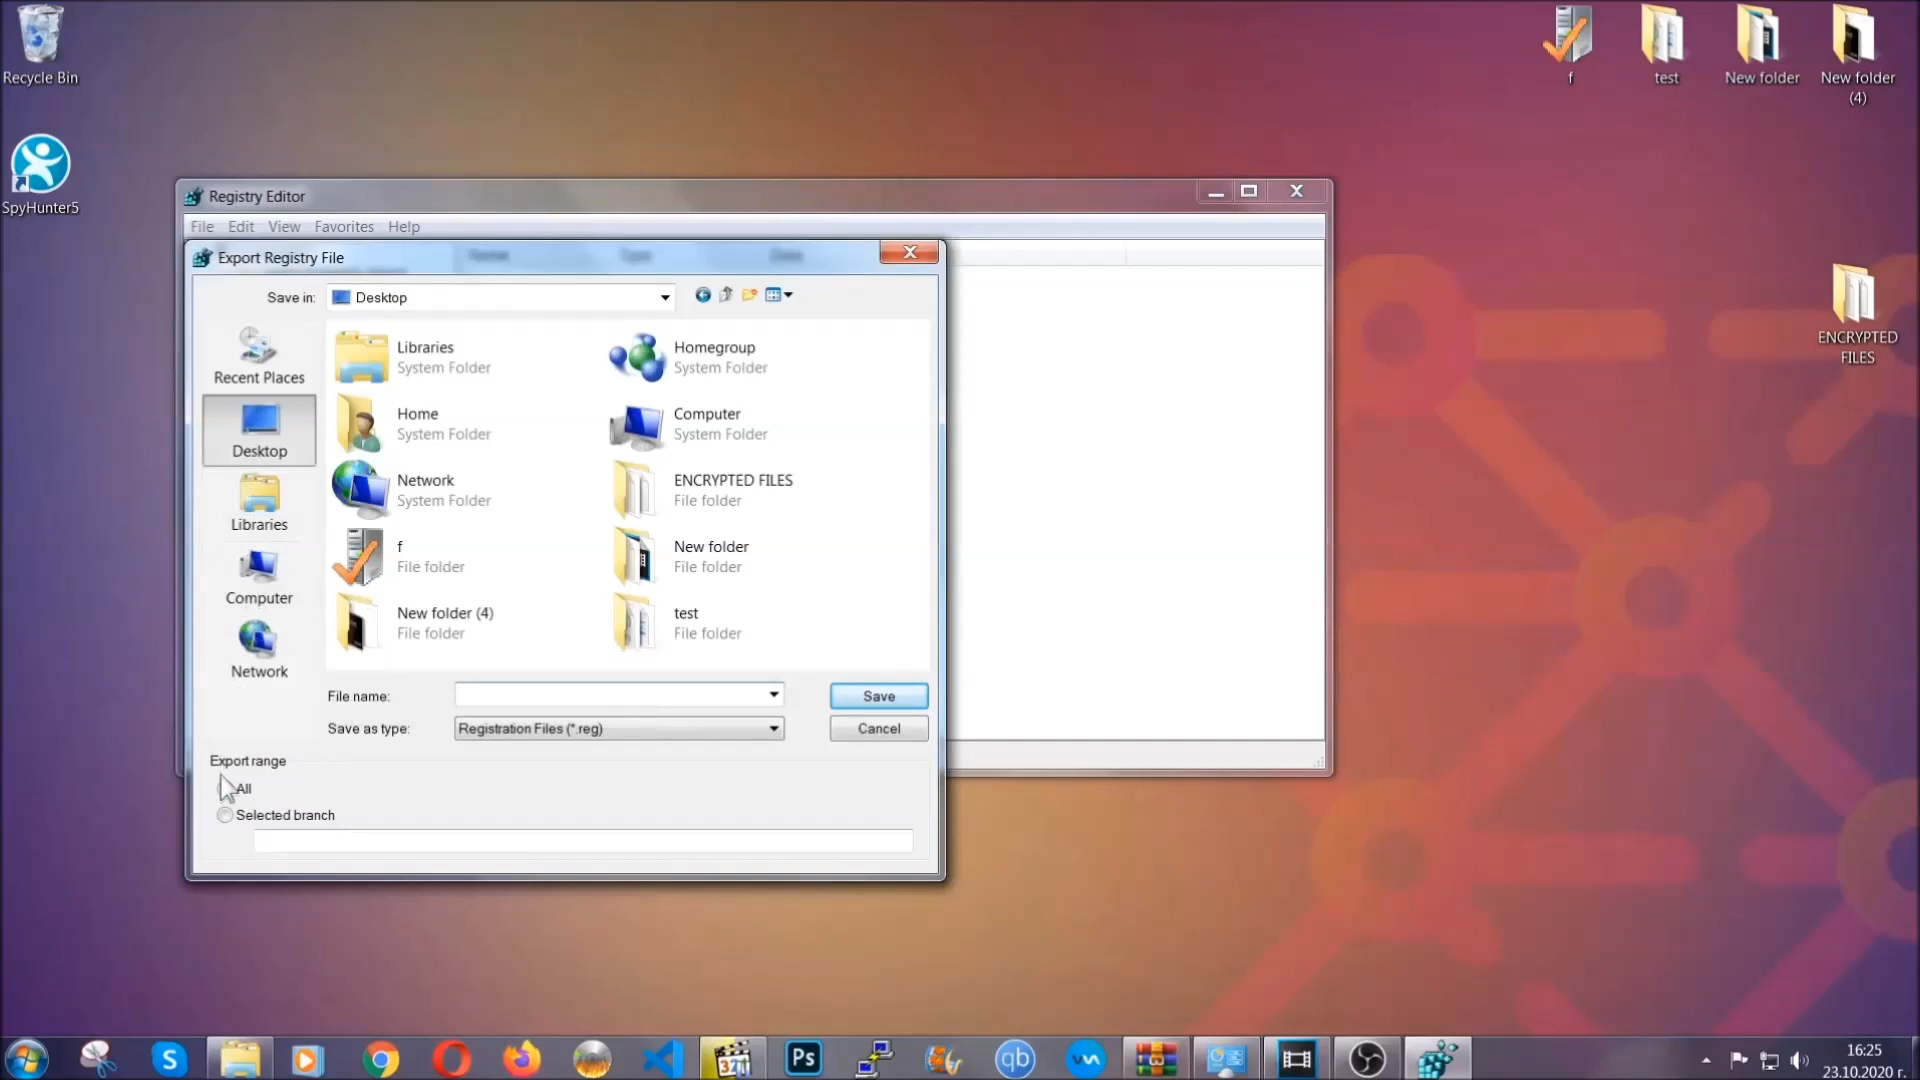 Recycle Bin
SpyHunter5
f
test
New folder
New folder
(4)
ENCRYPTED
FILES
Registry Editor
File Edit View Favorites Help
Export Registry File
Save in: Desktop
Recent Places
Desktop
Libraries
Computer
Network
Libraries
System Folder
Homegroup
System Folder
Home
System Folder
Computer
System Folder
Network
System Folder
ENCRYPTED FILES
File folder
f
File folder
New folder
File folder
New folder (4)
File folder
test
File folder
File name:
Save
Save as type: Registration Files (*.reg)
Cancel
Export range
All
Selected branch
S
321
Ps
qb
16:25
23.10.2020 г.